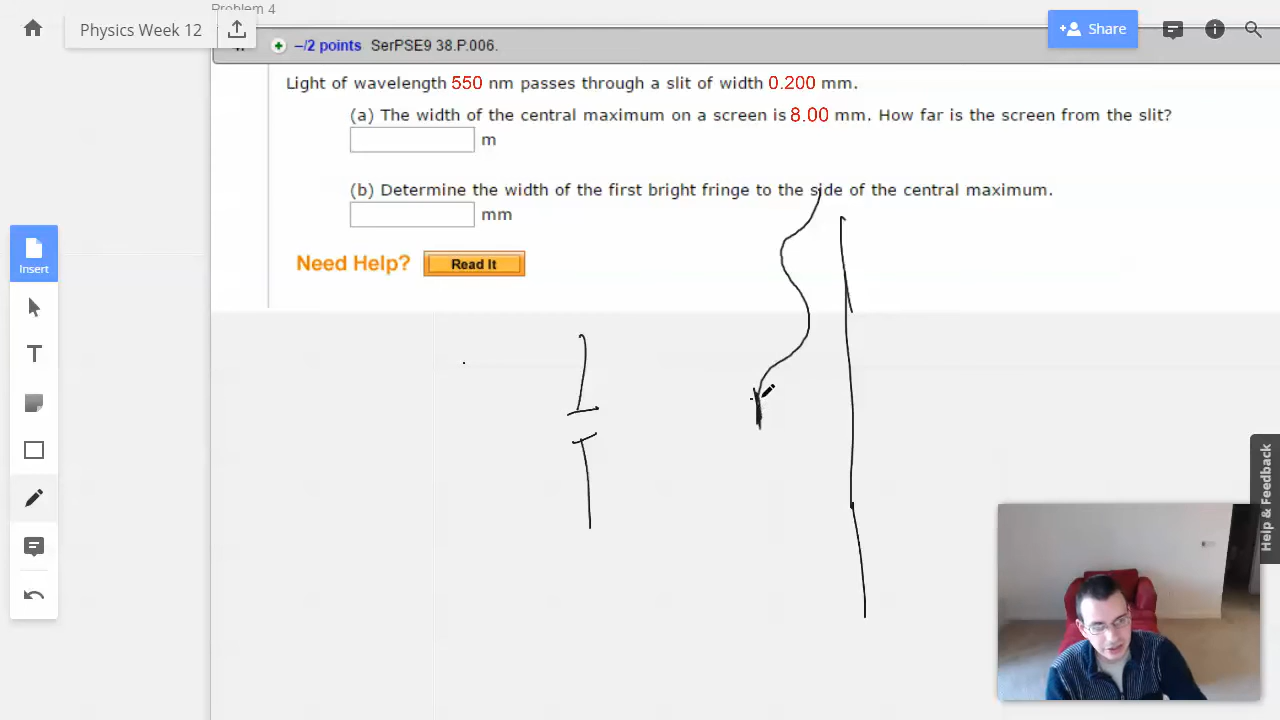 Problem 4
Physics Week 12
Share
–/2 points SerPSE9 38.P.006.
Light of wavelength 550 nm passes through a slit of width 0.200 mm.
(a) The width of the central maximum on a screen is 8.00 mm. How far is the screen from the slit?
m
(b) Determine the width of the first bright fringe to the side of the central maximum.
mm
Need Help? Read It
Insert
T
Help & Feedback